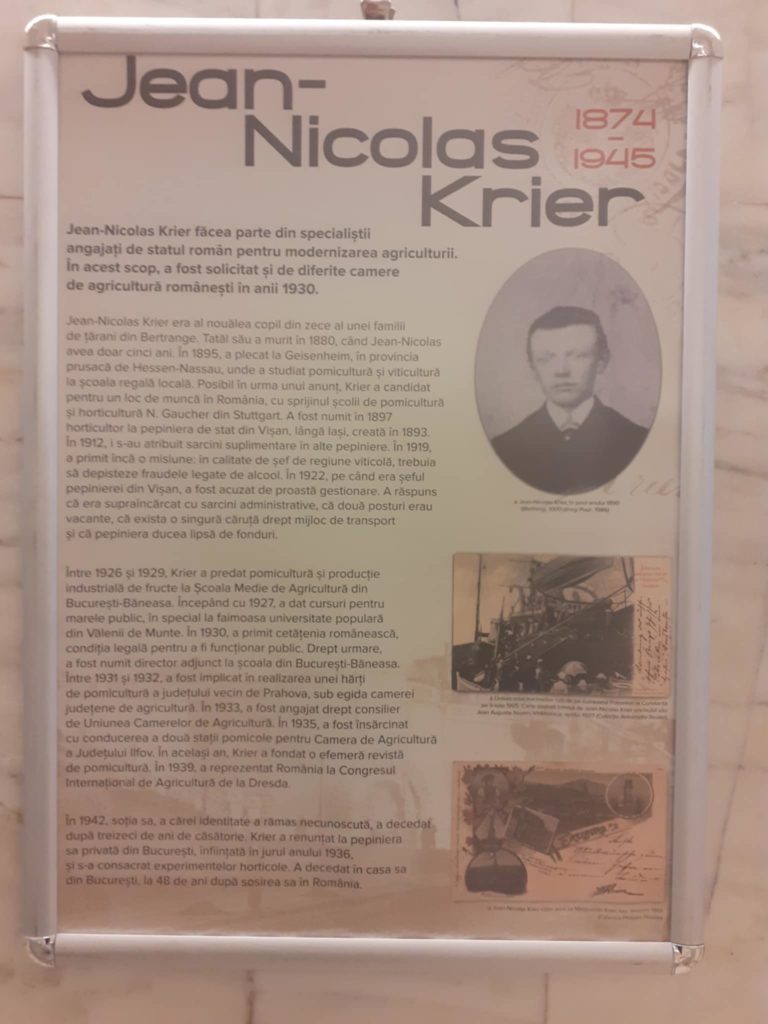 Jean-
Nicolas
Krier
1874
–
1945
Jean-Nicolas Krier făcea parte din specialiștii
angajați de statul român pentru modernizarea agriculturii.
În acest scop, a fost solicitat și de diferite camere
de agricultură românești în anii 1930.
Jean-Nicolas Krier era al nouălea copil din zece al unei familii
de țărani din Bertrange. Tatăl său a murit în 1880, când Jean-Nicolas
avea doar cinci ani. În 1895, a plecat la Geisenheim, în provincia
prusacă de Hessen-Nassau, unde a studiat pomicultură și viticultură
la școala regală locală. Posibil în urma unui anunț, Krier a candidat
pentru un loc de muncă în România, cu sprijinul școlii de pomicultură
și horticultură N. Gaucher din Stuttgart. A fost numit în 1897
horticultor la pepiniera de stat din Vișan, lângă Iași, creată în 1893.
În 1912, i s-au atribuit sarcini suplimentare în alte pepiniere. În 1919,
a primit încă o misiune: în calitate de șef de regiune viticolă, trebuia
să depisteze fraudele legate de alcool. În 1922, pe când era șeful
pepinierei din Vișan, a fost acuzat de proastă gestionare. A răspuns
că era supraîncărcat cu sarcini administrative, că două posturi erau
vacante, că exista o singură căruță drept mijloc de transport
și că pepiniera ducea lipsă de fonduri.
Între 1926 și 1929, Krier a predat pomicultură și producție
industrială de fructe la Școala Medie de Agricultură din
București-Băneasa. Începând cu 1927, a dat cursuri pentru
marele public, în special la faimoasa universitate populară
din Vălenii de Munte. În 1930, a primit cetățenia românească,
condiția legală pentru a fi funcționar public. Drept urmare,
a fost numit director adjunct la școala din București-Băneasa.
Între 1931 și 1932, a fost implicat în realizarea unei hărți
de pomicultură a județului vecin de Prahova, sub egida camerei
județene de agricultură. În 1933, a fost angajat drept consilier
de Uniunea Camerelor de Agricultură. În 1935, a fost însărcinat
cu conducerea a două stații pomicole pentru Camera de Agricultură
a Județului Ilfov. În același an, Krier a fondat o efemeră revistă
de pomicultură. În 1939, a reprezentat România la Congresul
Internațional de Agricultură de la Dresda.
În 1942, soția sa, a cărei identitate a rămas necunoscută, a decedat
după treizeci de ani de căsătorie. Krier a renunțat la pepiniera
sa privată din București, înființată în jurul anului 1936,
și s-a consacrat experimentelor horticole. A decedat în casa sa
din București, la 48 de ani după sosirea sa în România.
Jean-Nicolas Krier, în jurul anului 1890